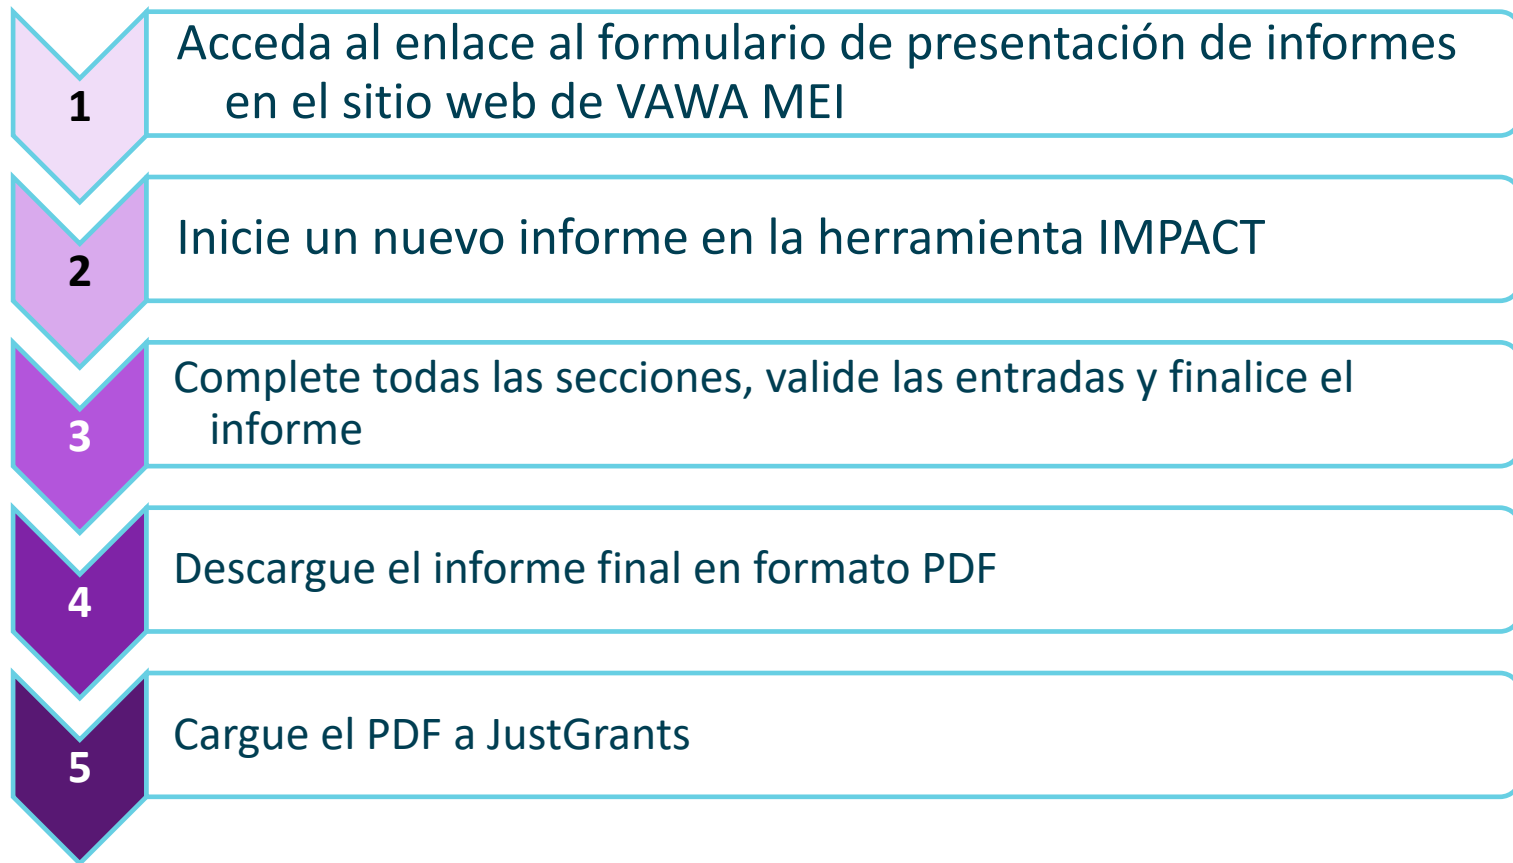 1
Acceda al enlace al formulario de presentación de informes
en el sitio web de VAWA MEI
2
Inicie un nuevo informe en la herramienta IMPACT
3
Complete todas las secciones, valide las entradas y finalice el
informe
4
Descargue el informe final en formato PDF
5
Cargue el PDF a JustGrants